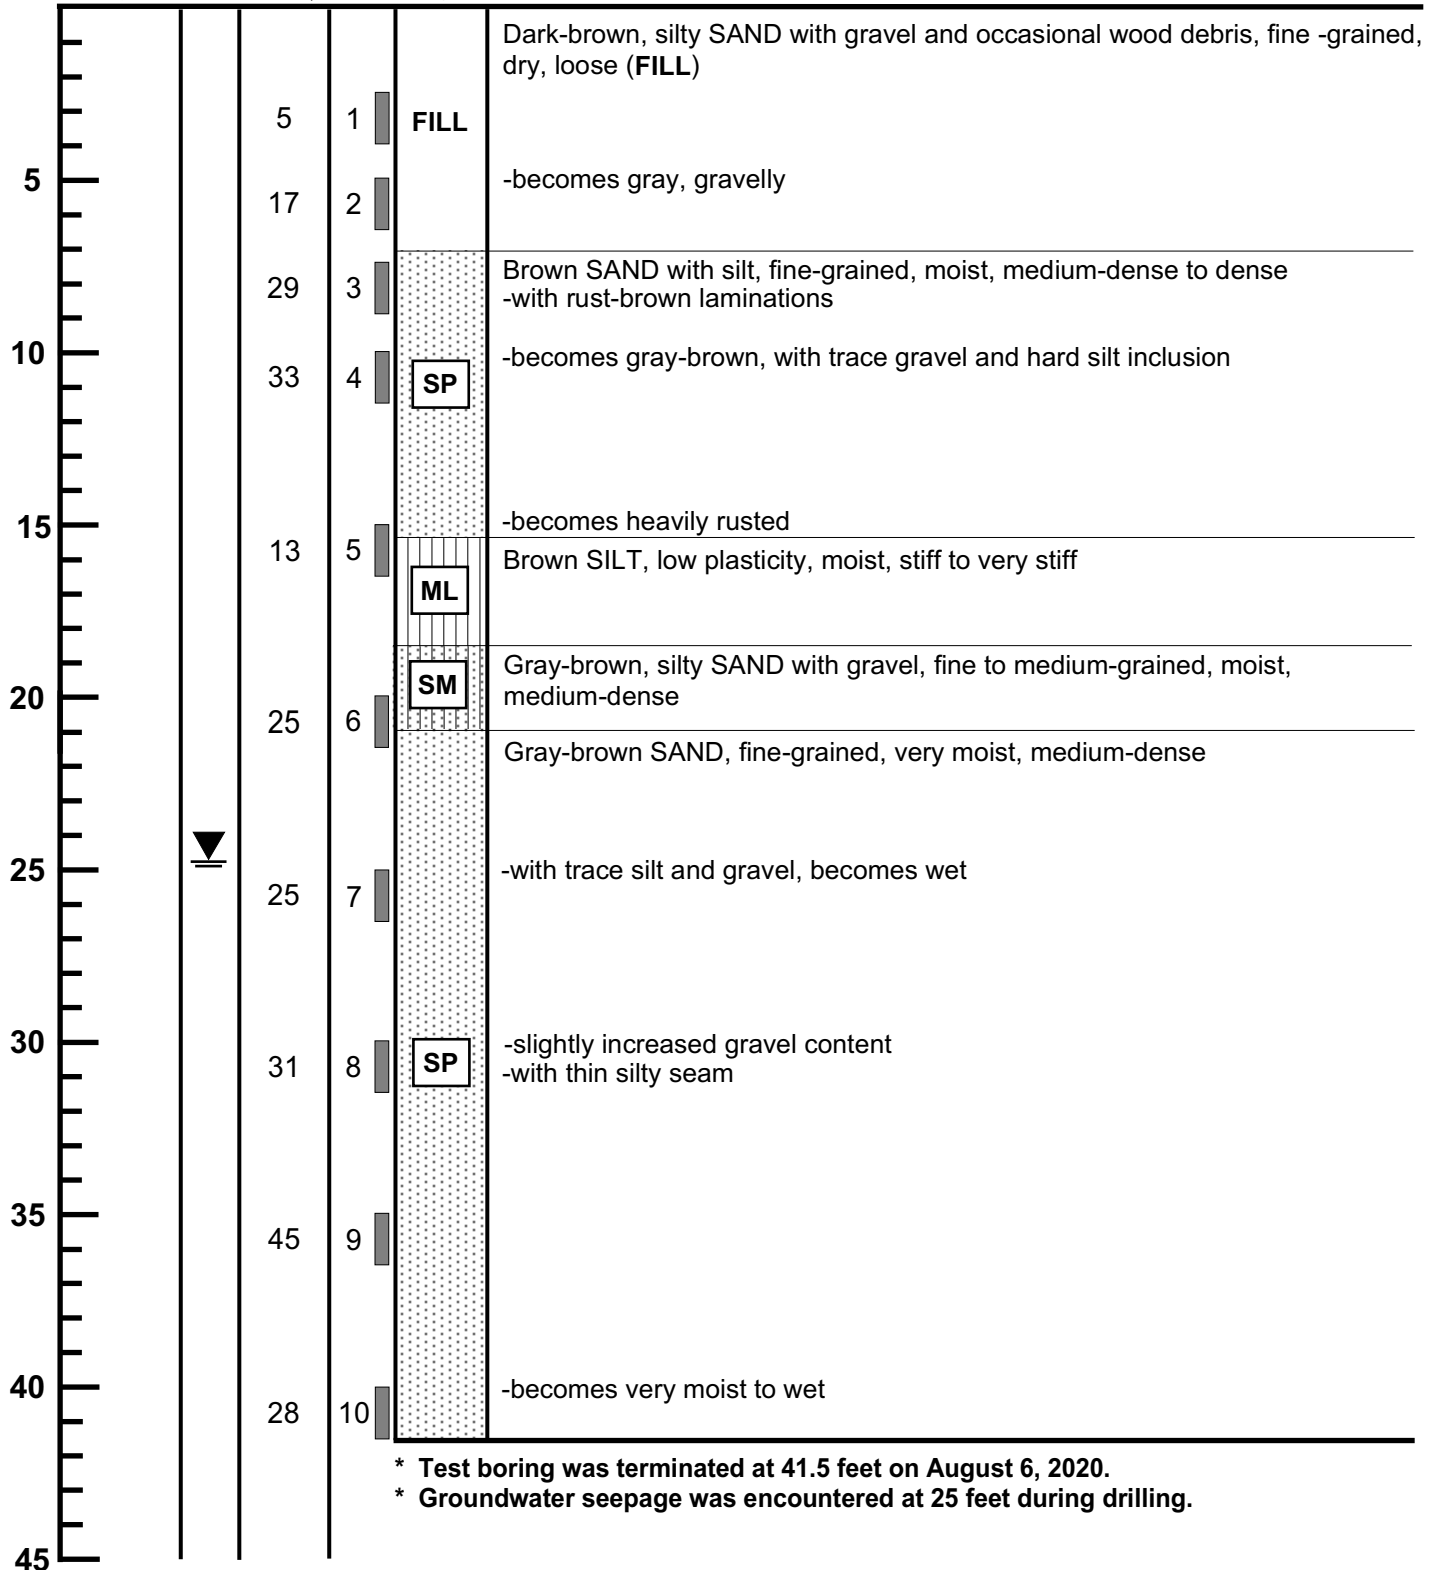 Dark-brown, silty SAND with gravel and occasional wood debris, fine -grained,
dry, loose (FILL)
5 1 FILL
5
-becomes gray, gravelly
17 2
Brown SAND with silt, fine-grained, moist, medium-dense to dense
29 3
-with rust-brown laminations
10
-becomes gray-brown, with trace gravel and hard silt inclusion
33 4 SP
15
-becomes heavily rusted
13 5
Brown SILT, low plasticity, moist, stiff to very stiff
ML
Gray-brown, silty SAND with gravel, fine to medium-grained, moist,
medium-dense
SM
20
25 6
Gray-brown SAND, fine-grained, very moist, medium-dense
25
-with trace silt and gravel, becomes wet
25 7
30
-slightly increased gravel content
31 8 SP
-with thin silty seam
35
45 9
40
-becomes very moist to wet
28 10
* Test boring was terminated at 41.5 feet on August 6, 2020.
* Groundwater seepage was encountered at 25 feet during drilling.
45